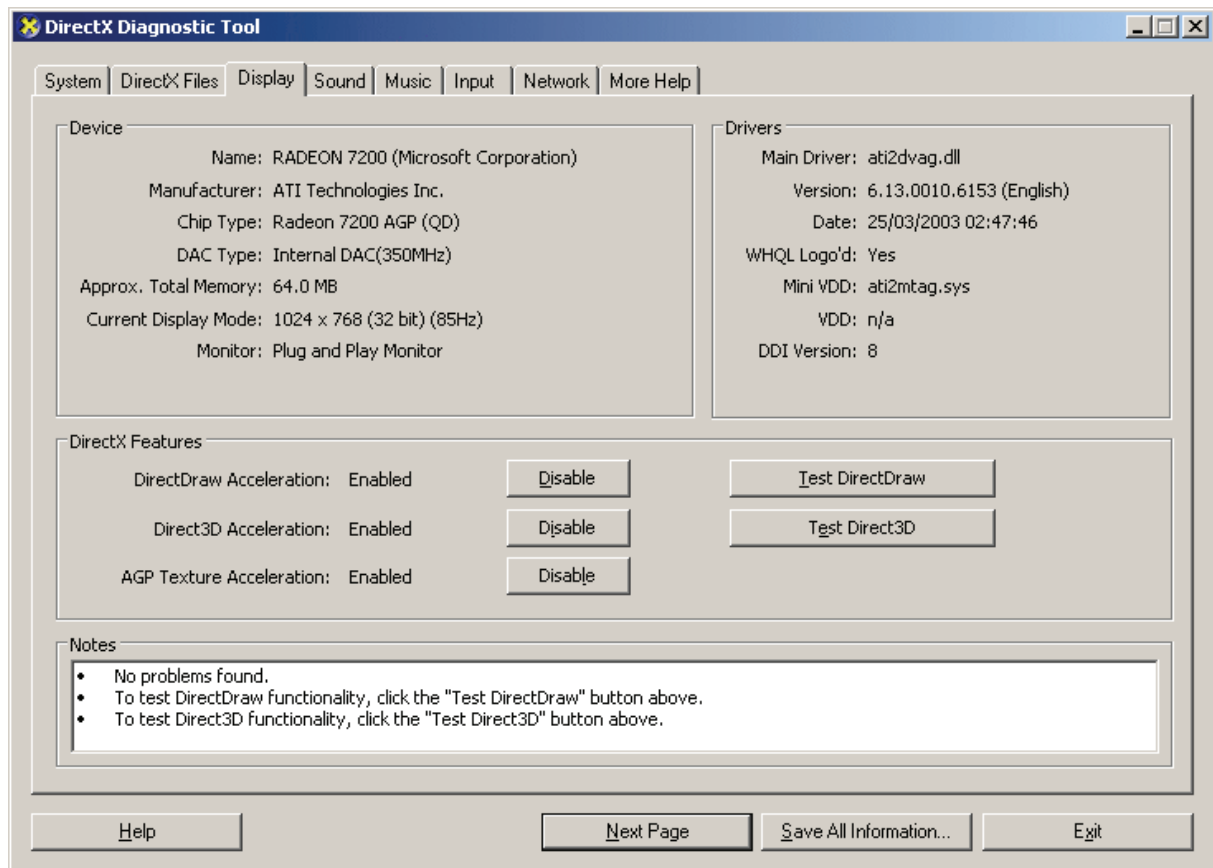 DirectX Diagnostic Tool
System DirectX Files Display Sound Music Input Network More Help
Device
Name: RADEON 7200 (Microsoft Corporation)
Manufacturer: ATI Technologies Inc.
Chip Type: Radeon 7200 AGP (QD)
DAC Type: Internal DAC(350MHz)
Approx. Total Memory: 64.0 MB
Current Display Mode: 1024 x 768 (32 bit) (85Hz)
Monitor: Plug and Play Monitor
Drivers
Main Driver: ati2dvag.dll
Version: 6.13.0010.6153 (English)
Date: 25/03/2003 02:47:46
WHQL Logo'd: Yes
Mini VDD: ati2mtag.sys
VDD: n/a
DDI Version: 8
DirectX Features
DirectDraw Acceleration: Enabled Disable Test DirectDraw
Direct3D Acceleration: Enabled Disable Test Direct3D
AGP Texture Acceleration: Enabled Disable
Notes
• No problems found.
• To test DirectDraw functionality, click the "Test DirectDraw" button above.
• To test Direct3D functionality, click the "Test Direct3D" button above.
Help Next Page Save All Information... Exit